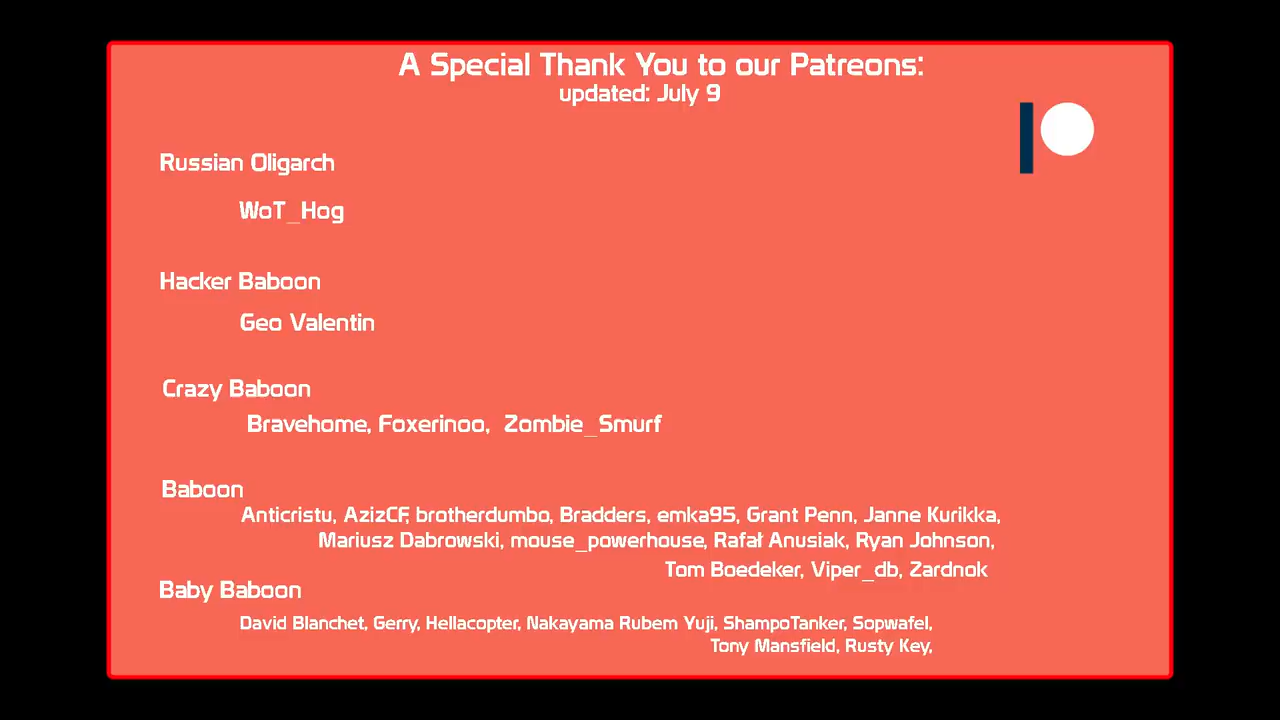 A Special Thank You to our Patreons:
updated: July 9
Russian Oligarch
WoT_Hog
Hacker Baboon
Geo Valentin
Crazy Baboon
Bravehome, Foxerinoo, Zombie_Smurf
Baboon
Anticristu, AzizCF, brotherdumbo, Bradders, emka95, Grant Penn, Janne Kurikka,
Mariusz Dabrowski, mouse_powerhouse, Rafał Anusiak, Ryan Johnson,
Tom Boedeker, Viper_db, Zardnok
Baby Baboon
David Blanchet, Gerry, Hellacopter, Nakayama Rubem Yuji, ShampoTanker, Sopwafel,
Tony Mansfield, Rusty Key,